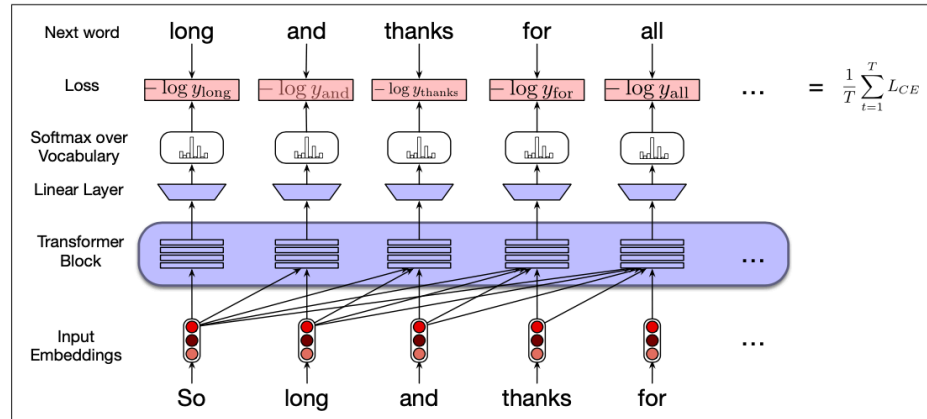 Next word long and thanks for all
Loss − log y_long − log y_and − log y_thanks − log y_for − log y_all ... = 1/T ∑_{t=1}^{T} L_CE
Softmax over
Vocabulary
Linear Layer
Transformer
Block ...
Input
Embeddings ...
So long and thanks for